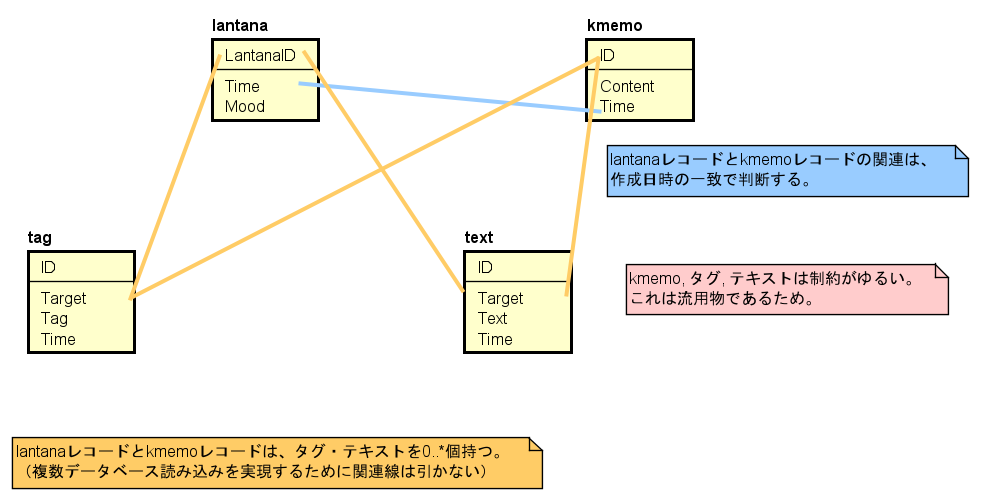 lantana
LantanaID
Time
Mood
kmemo
ID
Content
Time
lantanaレコードとkmemoレコードの関連は、
作成日時の一致で判断する。
tag
ID
Target
Tag
Time
text
ID
Target
Text
Time
kmemo, タグ, テキストは制約がゆるい。
これは流用物であるため。
lantanaレコードとkmemoレコードは、タグ・テキストを0..*個持つ。
（複数データベース読み込みを実現するために関連線は引かない）